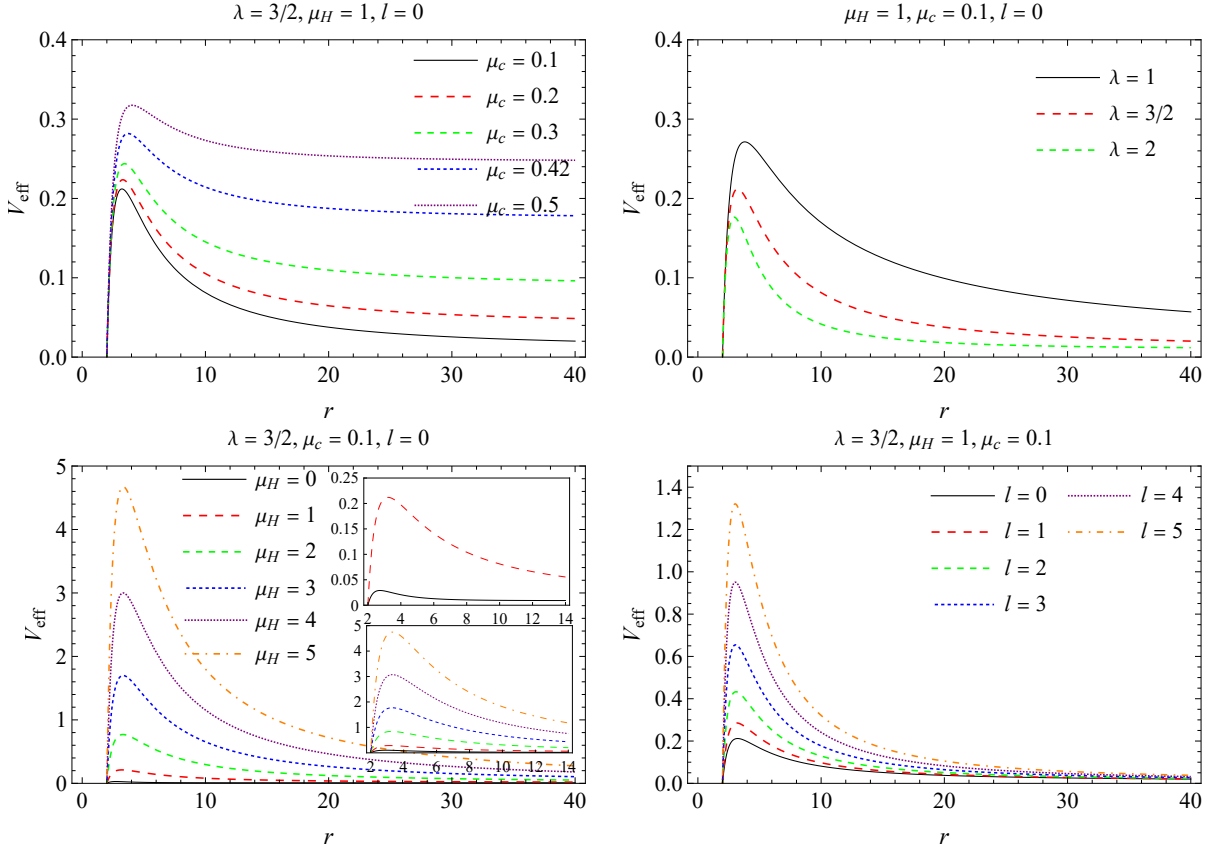 λ = 3/2, μ_H = 1, l = 0
0.4
0.3
0.2
0.1
0.0
V_eff
μ_c = 0.1
μ_c = 0.2
μ_c = 0.3
μ_c = 0.42
μ_c = 0.5
0 10 20 30 40
r
μ_H = 1, μ_c = 0.1, l = 0
0.4
0.3
0.2
0.1
0.0
V_eff
λ = 1
λ = 3/2
λ = 2
0 10 20 30 40
r
λ = 3/2, μ_c = 0.1, l = 0
5
4
3
2
1
0
V_eff
μ_H = 0
μ_H = 1
μ_H = 2
μ_H = 3
μ_H = 4
μ_H = 5
0.25
0.2
0.15
0.1
0.05
0
2 4 6 8 10 12 14
5
4
3
2
1
2 4 6 8 10 12 14
0 10 20 30 40
r
λ = 3/2, μ_H = 1, μ_c = 0.1
1.4
1.2
1.0
0.8
0.6
0.4
0.2
0.0
V_eff
l = 0
l = 1
l = 2
l = 3
l = 4
l = 5
0 10 20 30 40
r